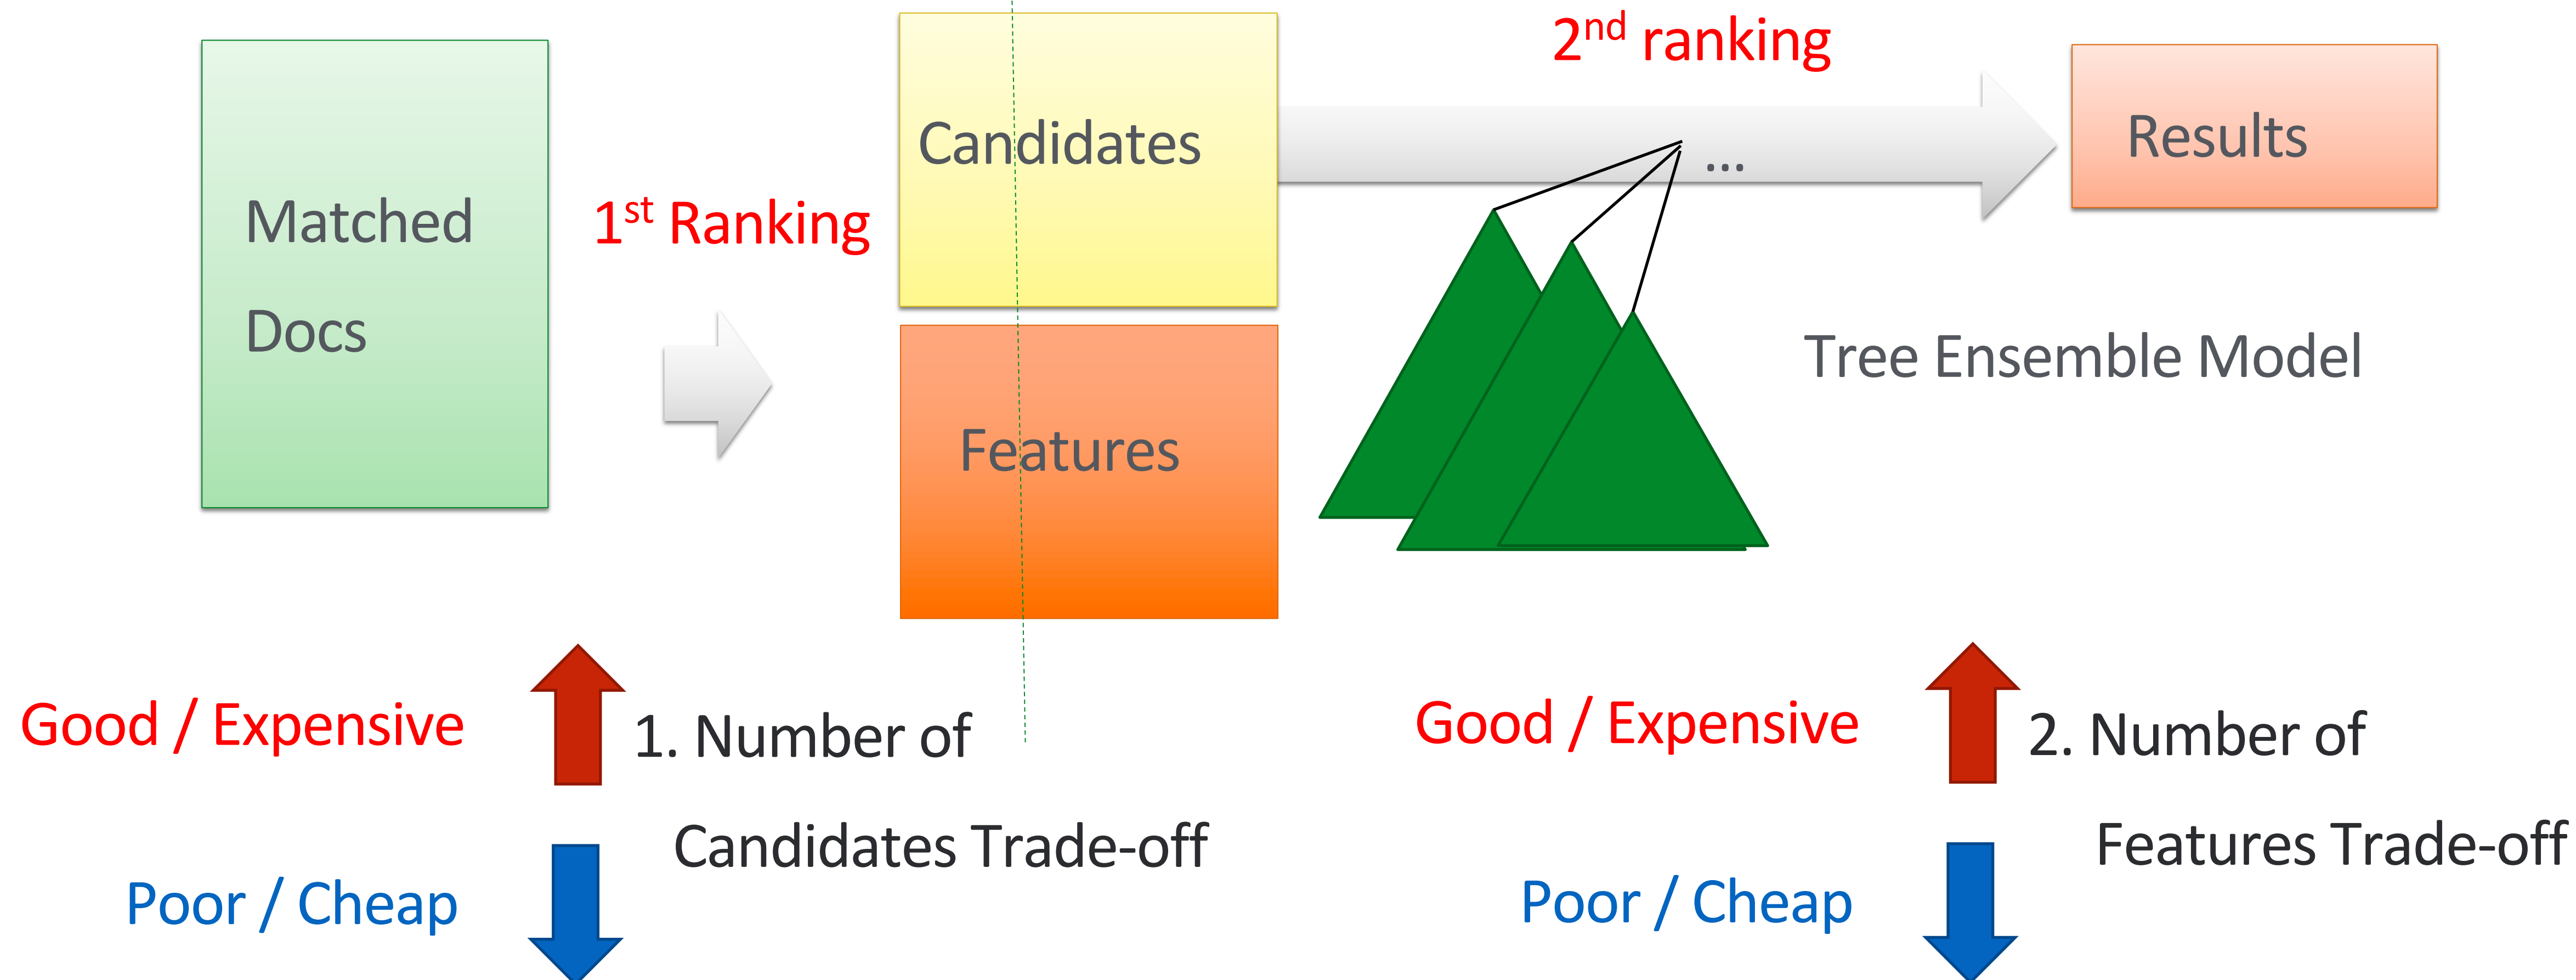 Matched
Docs
1st Ranking
Candidates
Features
2nd ranking
...
Results
Tree Ensemble Model
Good / Expensive
1. Number of
Candidates Trade-off
Poor / Cheap
Good / Expensive
2. Number of
Features Trade-off
Poor / Cheap